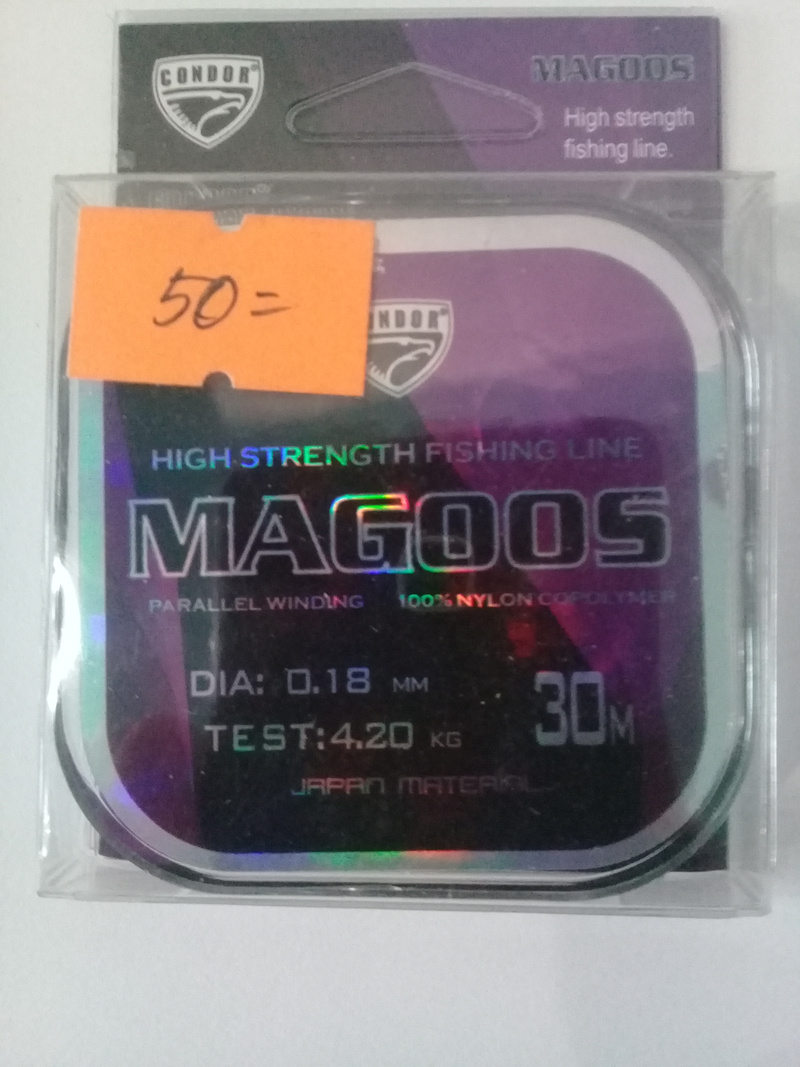 CONDOR®
MAGOOS
High strength
fishing line.
50=
NDOR®
HIGH STRENGTH FISHING LINE
MAGOOS
PARALLEL WINDING 100% NYLON COPOLYMER
DIA: 0.18 MM
TEST: 4.20 KG
30M
JAPAN MATERIAL